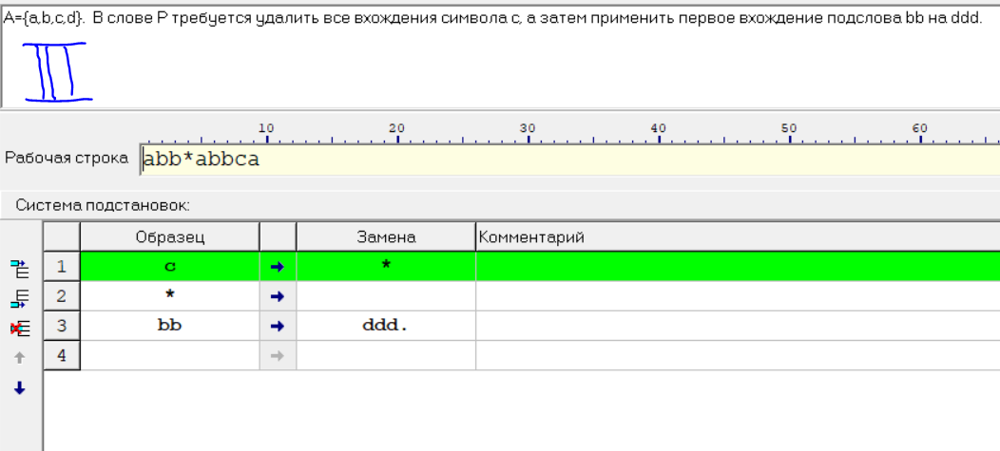 A={a,b,c,d}. В слове P требуется удалить все вхождения символа c, а затем применить первое вхождение подслова bb на ddd.
III
10 20 30 40 50 60
Рабочая строка abb*abbca
Система подстановок:
Образец Замена Комментарий
1 c → *
2 * →
3 bb → ddd.
4 →